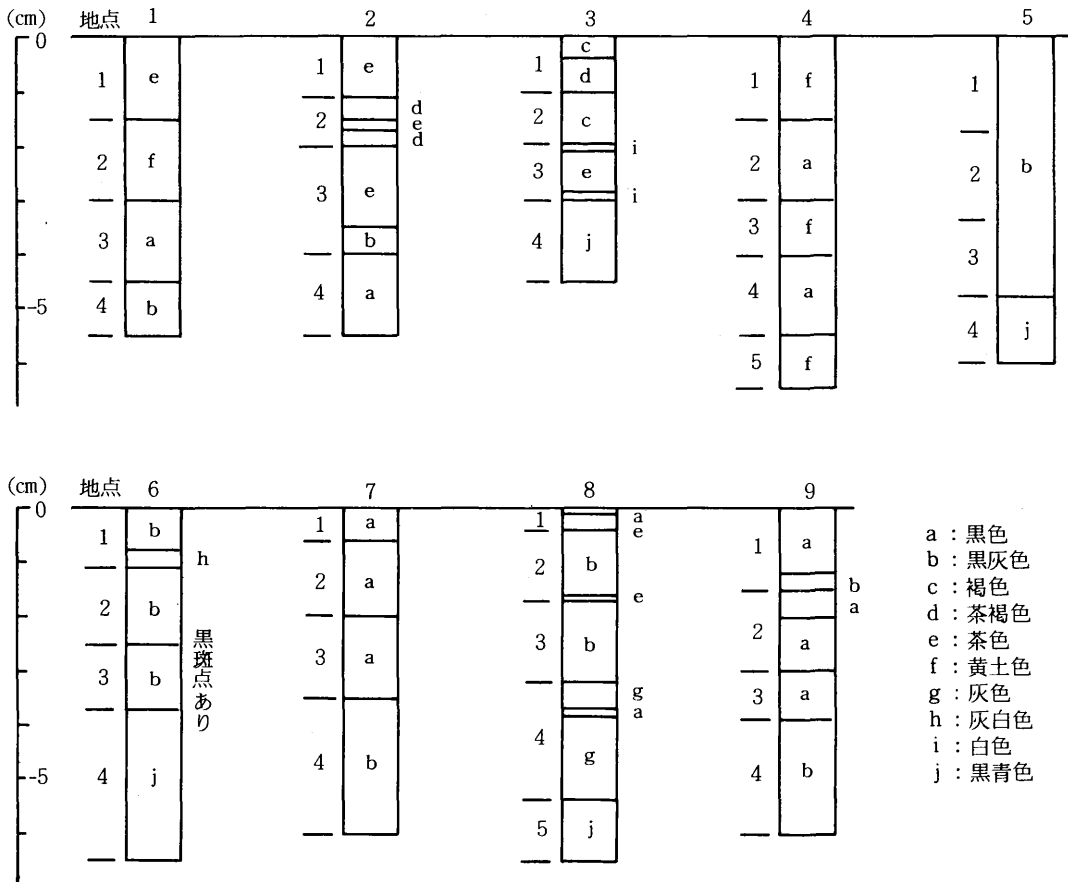 (cm) 地点 1 2 3 4 5
0
-5
1 e
2 f
3 a
4 b
1 e
2 d
e
d
3 e
b
4 a
c
1 d
2 c
i
3 e
i
4 j
1 f
2 a
3 f
4 a
5 f
1
2 b
3
4 j
(cm) 地点 6 7 8 9
0
-5
1 b
h
2 b
3 b
4 j
黒斑点あり
1 a
2 a
3 a
4 b
1 a
e
2 b
e
3 b
g
a
4 g
5 j
1 a
b
a
2 a
3 a
4 b
a : 黒色
b : 黒灰色
c : 褐色
d : 茶褐色
e : 茶色
f : 黄土色
g : 灰色
h : 灰白色
i : 白色
j : 黒青色